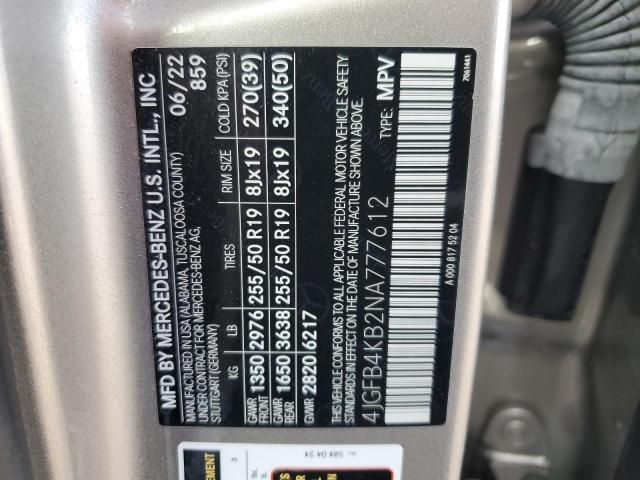 MFD BY MERCEDES-BENZ U.S. INTL., INC
MANUFACTURED IN USA (ALABAMA, TUSCALOOSA COUNTY) 06/22
UNDER CONTRACT FOR MERCEDES-BENZ AG, 859
STUTTGART (GERMANY)
KG LB TIRES RIM SIZE COLD KPA (PSI)
GAWR FRONT 1350 2976 255/50 R19 8Jx19 270(39)
GAWR REAR 1650 3638 255/50 R19 8Jx19 340(50)
GVWR 2820 6217
THIS VEHICLE CONFORMS TO ALL APPLICABLE FEDERAL MOTOR VEHICLE SAFETY
STANDARDS IN EFFECT ON THE DATE OF MANUFACTURE SHOWN ABOVE.
4JGFB4KB2NA777612 TYPE: MPV
A 000 817 52 04
7061441
584 04 24